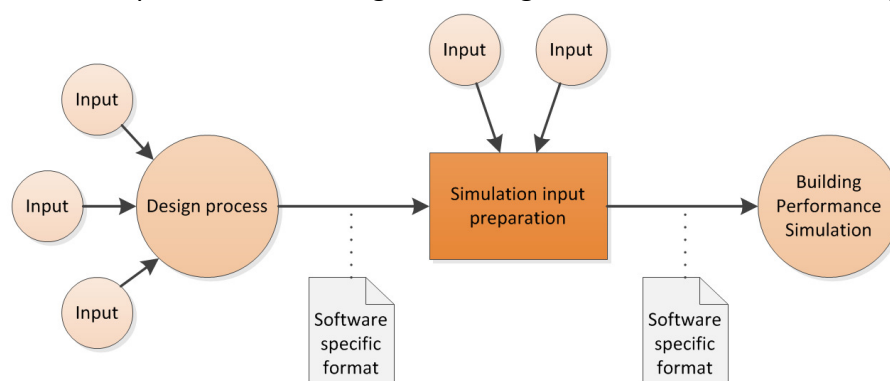 Input
Input
Input
Input
Design process
Simulation input
preparation
Building
Performance
Simulation
Input
Input
Software
specific
format
Software
specific
format